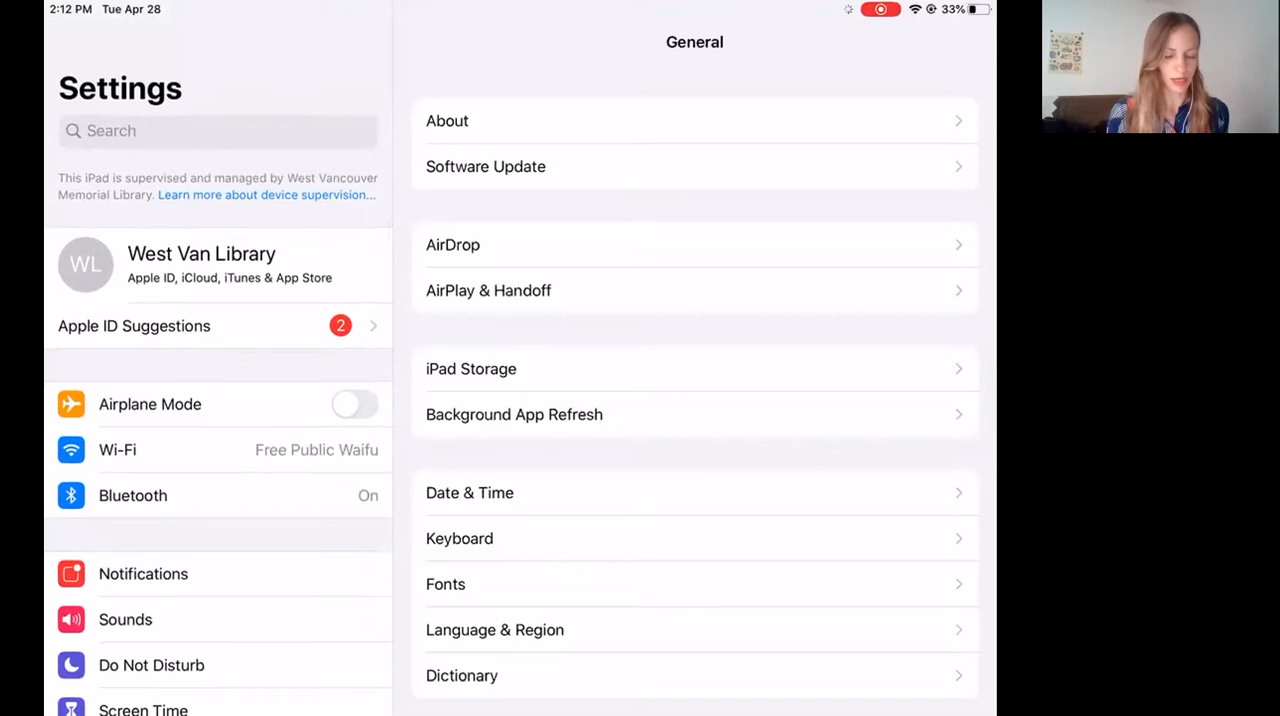 2:12 PM Tue Apr 28
33%
Settings
Search
This iPad is supervised and managed by West Vancouver
Memorial Library. Learn more about device supervision...
WL
West Van Library
Apple ID, iCloud, iTunes & App Store
Apple ID Suggestions
2
Airplane Mode
Wi-Fi
Free Public Waifu
Bluetooth
On
Notifications
Sounds
Do Not Disturb
Screen Time
General
About
Software Update
AirDrop
AirPlay & Handoff
iPad Storage
Background App Refresh
Date & Time
Keyboard
Fonts
Language & Region
Dictionary